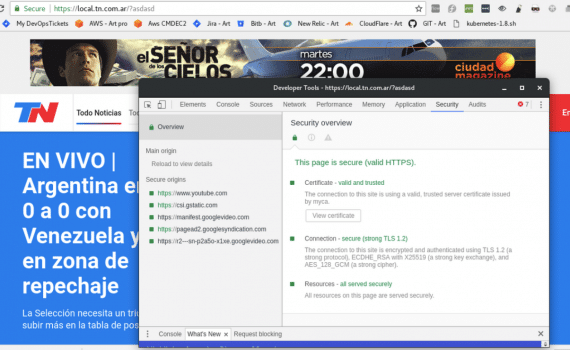 Secure | https://local.tn.com.ar/?asdasd
My DevOpsTickets AWS - Art pro AWS CMDEC2 Jira - Art Bitb - Art New Relic - Art CloudFlare - Art GIT - Art kubernetes-1.8.sh
el SEÑOR
de los CIELOS
martes
22:00
ciudad
magazine
Developer Tools - https://local.tn.com.ar/?asdasd
Elements Console Sources Network Performance Memory Application Security Audits 7
TN
Todo Noticias
To
En
Overview
Main origin
Reload to view details
Secure origins
https://www.youtube.com
https://csi.gstatic.com
https://manifest.googlevideo.com
https://pagead2.googlesyndication.com
https://r2---sn-p2a5o-x1xe.googlevideo.com
Security overview
This page is secure (valid HTTPS).
Certificate - valid and trusted
The connection to this site is using a valid, trusted server certificate issued
by myca.
View certificate
Connection - secure (strong TLS 1.2)
The connection to this site is encrypted and authenticated using TLS 1.2 (a
strong protocol), ECDHE_RSA with X25519 (a strong key exchange), and
AES_128_GCM (a strong cipher).
Resources - all served securely
All resources on this page are served securely.
EN VIVO |
Argentina e
0 a 0 con
Venezuela y
en zona de
repechaje
La Selección necesita un triu
subir más en la tabla de pos
Console What's New Request blocking